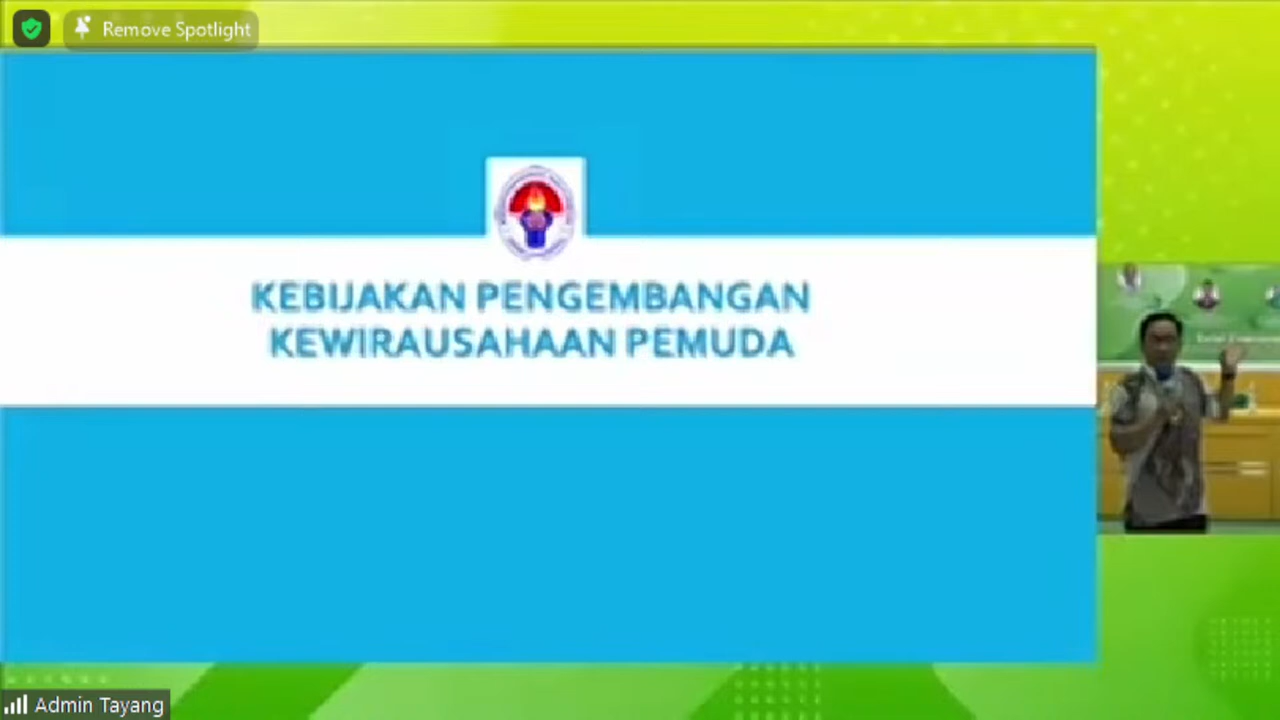 Remove Spotlight
KEBIJAKAN PENGEMBANGAN
KEWIRAUSAHAAN PEMUDA
Admin Tayang